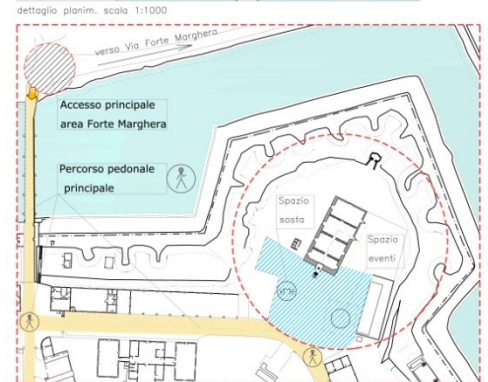 dettaglio planim. scala 1:1000
verso Via Forte Marghera
Accesso principale
area Forte Marghera
Percorso pedonale
principale
Spazio
sosta
Spazio
eventi